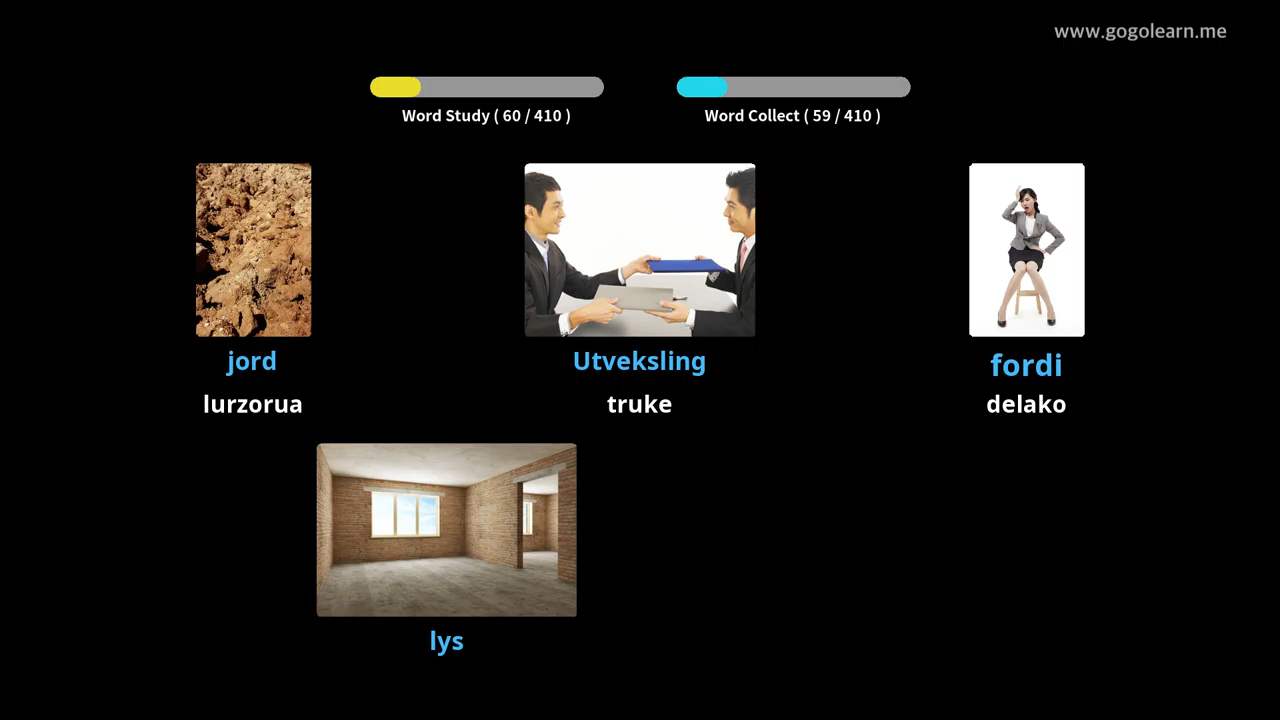 www.gogolearn.me
Word Study ( 60 / 410 )
Word Collect ( 59 / 410 )
jord
Utveksling
fordi
lurzorua
truke
delako
lys